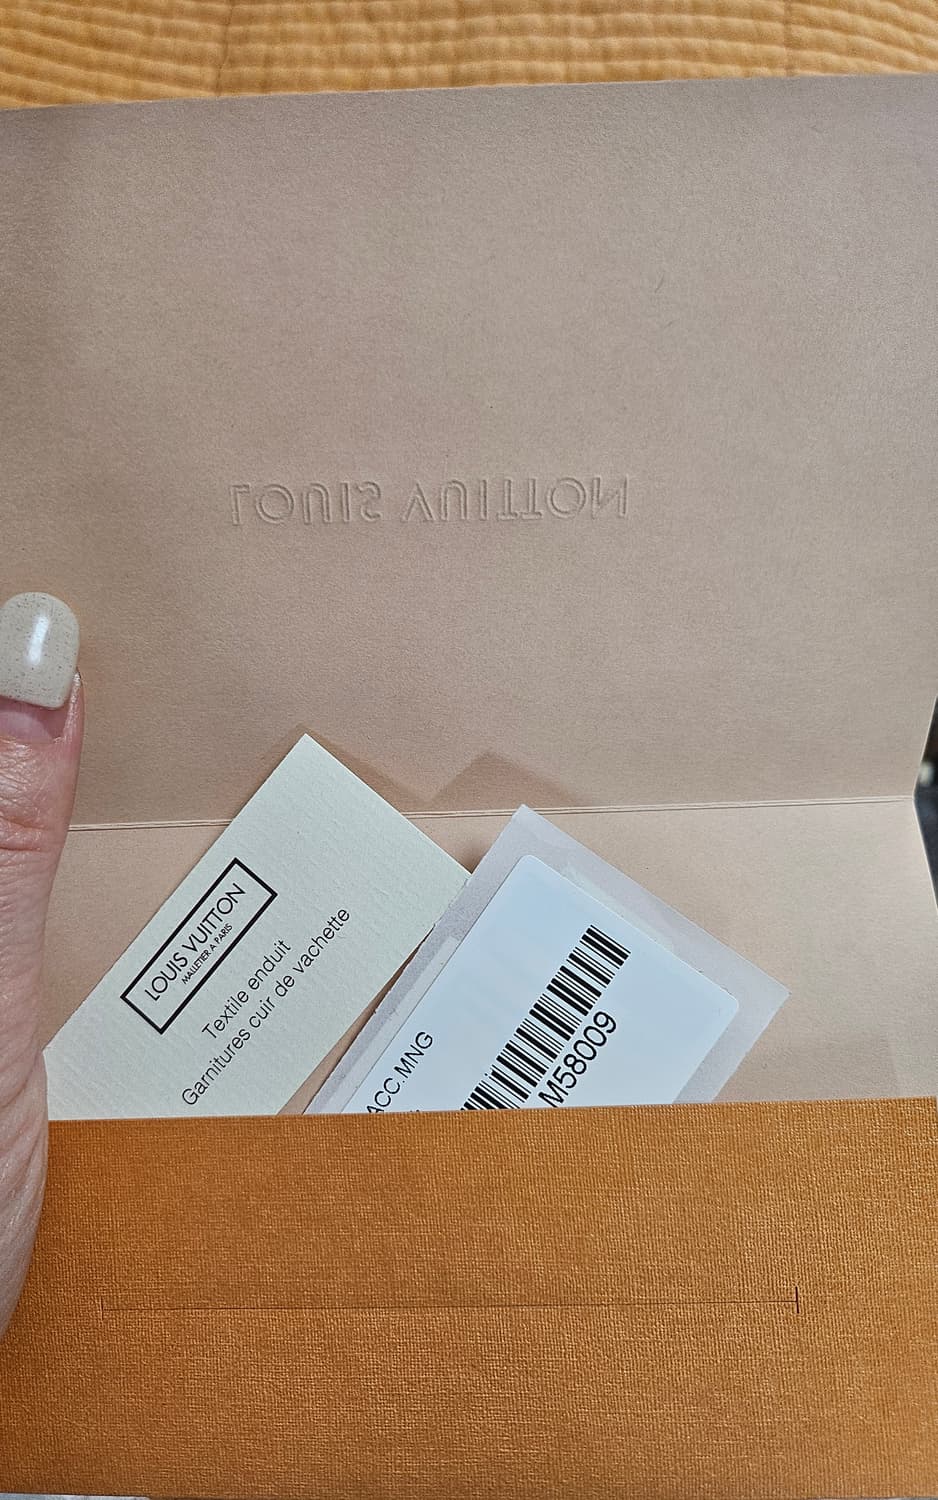 LOUIS VUITTON
LOUIS VUITTON
MALLETIER A PARIS
Textile enduit
Garnitures cuir de vachette
ACC.MNG
M58009